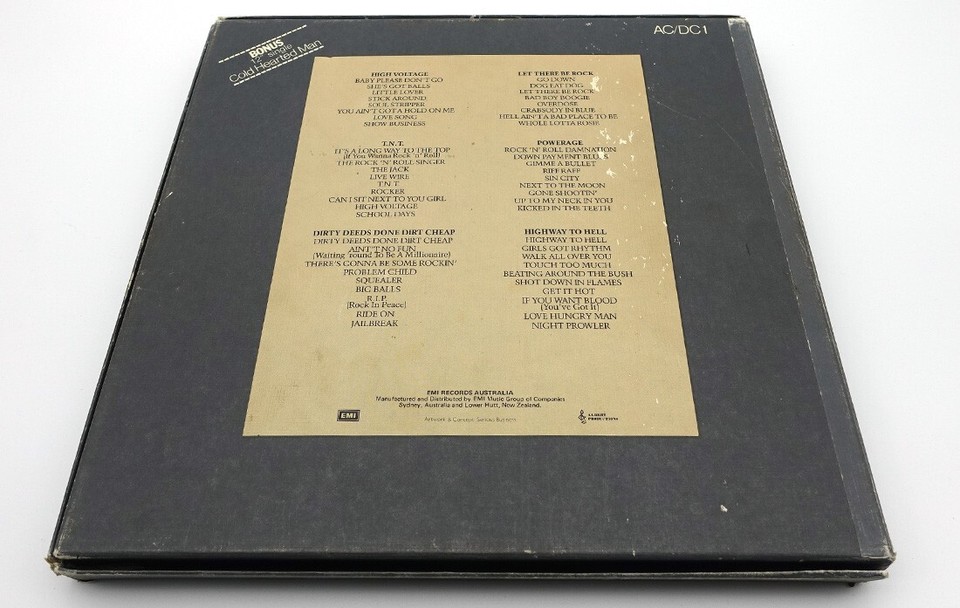 BONUS
12" single
Cold Hearted Man
AC/DC1
HIGH VOLTAGE
BABY PLEASE DON'T GO
SHE'S GOT BALLS
LITTLE LOVER
STICK AROUND
SOUL STRIPPER
YOU AIN'T GOT A HOLD ON ME
LOVE SONG
SHOW BUSINESS
T.N.T.
IT'S A LONG WAY TO THE TOP
(If You Wanna Rock 'n' Roll)
THE ROCK 'N' ROLL SINGER
THE JACK
LIVE WIRE
T.N.T.
ROCKER
CAN I SIT NEXT TO YOU GIRL
HIGH VOLTAGE
SCHOOL DAYS
DIRTY DEEDS DONE DIRT CHEAP
DIRTY DEEDS DONE DIRT CHEAP
AIN'T NO FUN
(Waiting 'round To Be A Millionaire)
THERE'S GONNA BE SOME ROCKIN'
PROBLEM CHILD
SQUEALER
BIG BALLS
R.I.P.
(Rock In Peace)
RIDE ON
JAILBREAK
LET THERE BE ROCK
GO DOWN
DOG EAT DOG
LET THERE BE ROCK
BAD BOY BOOGIE
OVERDOSE
CRABSODY IN BLUE
HELL AIN'T A BAD PLACE TO BE
WHOLE LOTTA ROSIE
POWERAGE
ROCK 'N' ROLL DAMNATION
DOWN PAYMENT BLUES
GIMME A BULLET
RIFF RAFF
SIN CITY
NEXT TO THE MOON
GONE SHOOTIN'
UP TO MY NECK IN YOU
KICKED IN THE TEETH
HIGHWAY TO HELL
HIGHWAY TO HELL
GIRLS GOT RHYTHM
WALK ALL OVER YOU
TOUCH TOO MUCH
BEATING AROUND THE BUSH
SHOT DOWN IN FLAMES
GET IT HOT
IF YOU WANT BLOOD
(You've Got It)
LOVE HUNGRY MAN
NIGHT PROWLER
EMI RECORDS AUSTRALIA
Manufactured and Distributed by EMI Music Group of Companies
Sydney, Australia and Lower Hutt, New Zealand.
EMI
ALBERT
PRODUCTIONS